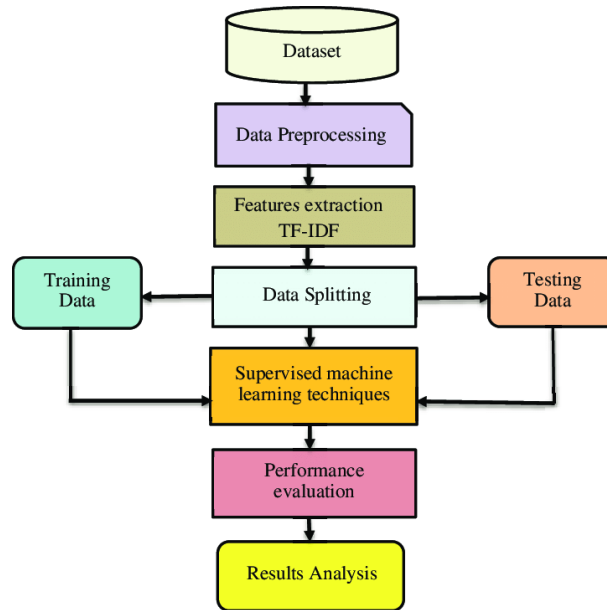 Dataset
Data Preprocessing
Features extraction
TF-IDF
Training
Data
Data Splitting
Testing
Data
Supervised machine
learning techniques
Performance
evaluation
Results Analysis